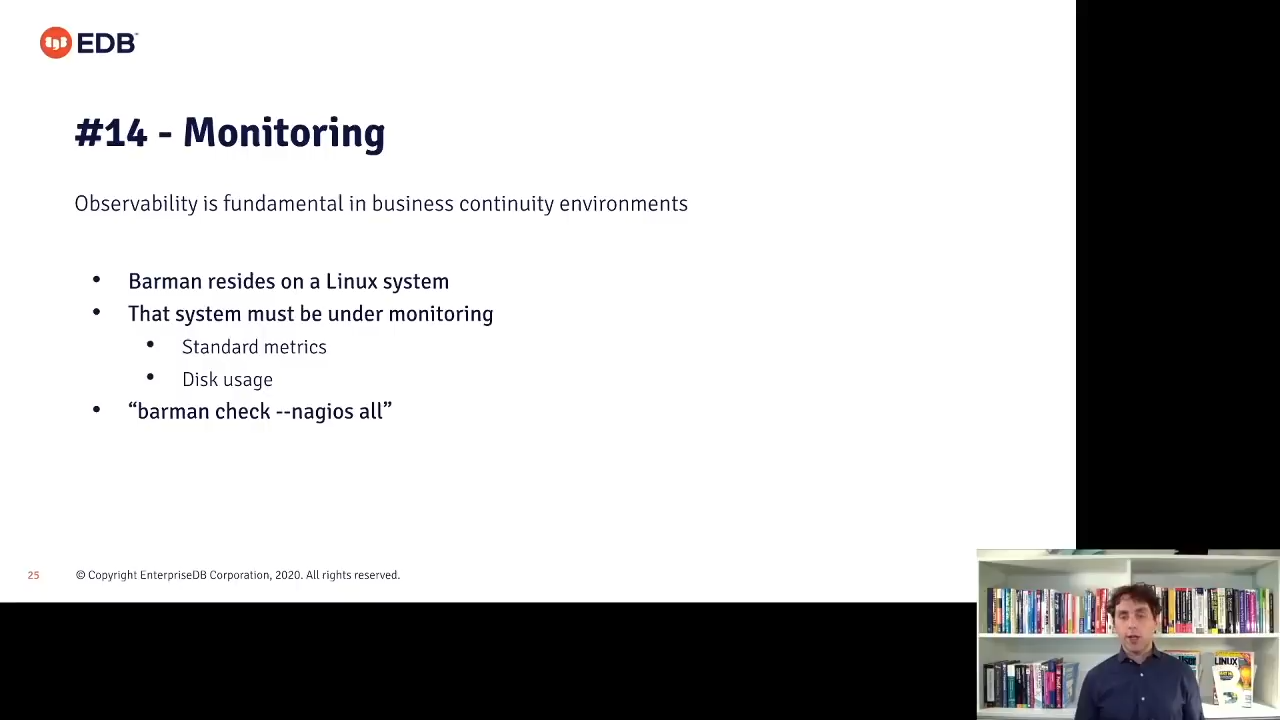 EDB
#14 - Monitoring
Observability is fundamental in business continuity environments
• Barman resides on a Linux system
• That system must be under monitoring
• Standard metrics
• Disk usage
• “barman check --nagios all”
25 © Copyright EnterpriseDB Corporation, 2020. All rights reserved.
LINUX